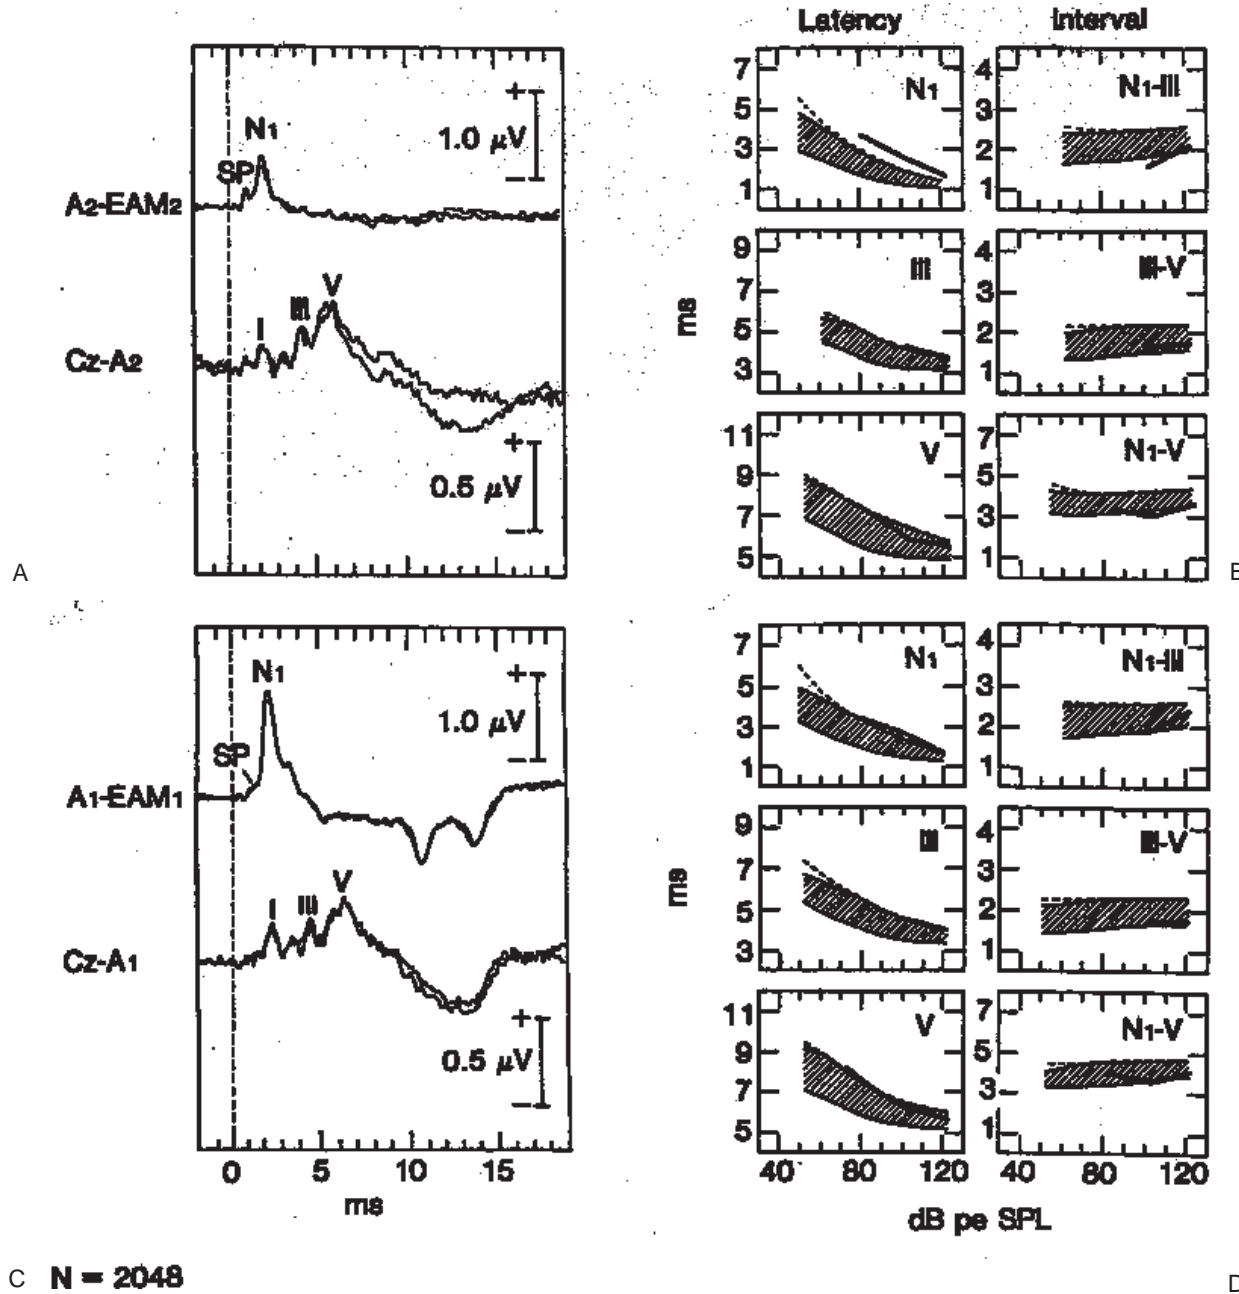 Latency
Interval
N1
SP
+
1.0 μV
−
A2-EAM2
I
III
V
Cz-A2
+
0.5 μV
−
A
7
5
3
1
N1
4
3
2
1
N1-III
ms
9
7
5
3
III
4
3
2
1
III-V
11
9
7
5
V
7
5
3
1
N1-V
B
N1
SP
+
1.0 μV
−
A1-EAM1
I
III
V
Cz-A1
+
0.5 μV
−
0 5 10 15
ms
C N = 2048
7
5
3
1
N1
4
3
2
1
N1-III
ms
9
7
5
3
III
4
3
2
1
III-V
11
9
7
5
V
7
5
3
1
N1-V
40 80 120
40 80 120
dB pe SPL
D